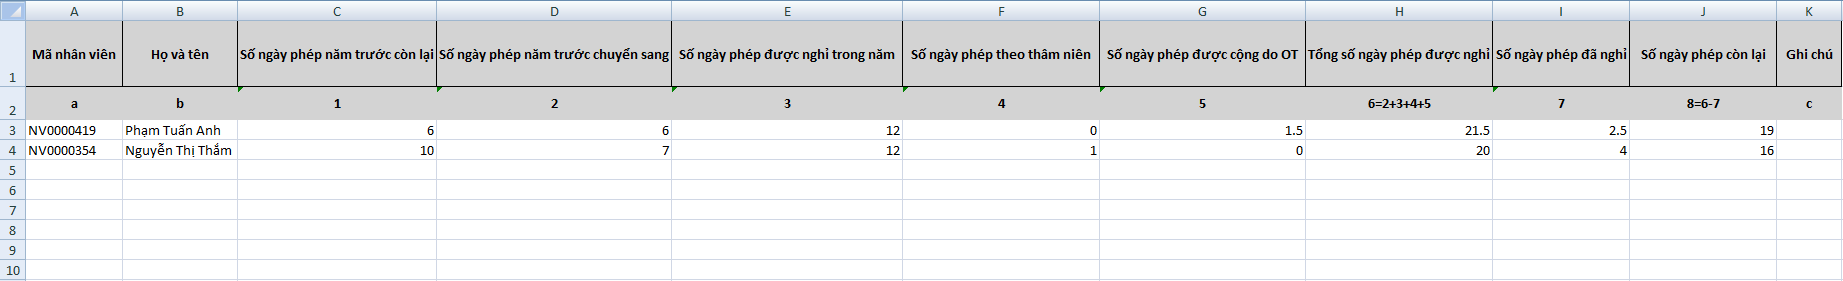 A B C D E F G H I J K
1 Mã nhân viên Họ và tên Số ngày phép năm trước còn lại Số ngày phép năm trước chuyển sang Số ngày phép được nghỉ trong năm Số ngày phép theo thâm niên Số ngày phép được cộng do OT Tổng số ngày phép được nghỉ Số ngày phép đã nghỉ Số ngày phép còn lại Ghi chú
2 a b 1 2 3 4 5 6=2+3+4+5 7 8=6-7 c
3 NV0000419 Phạm Tuấn Anh 6 6 12 0 1.5 21.5 2.5 19
4 NV0000354 Nguyễn Thị Thắm 10 7 12 1 0 20 4 16
5
6
7
8
9
10